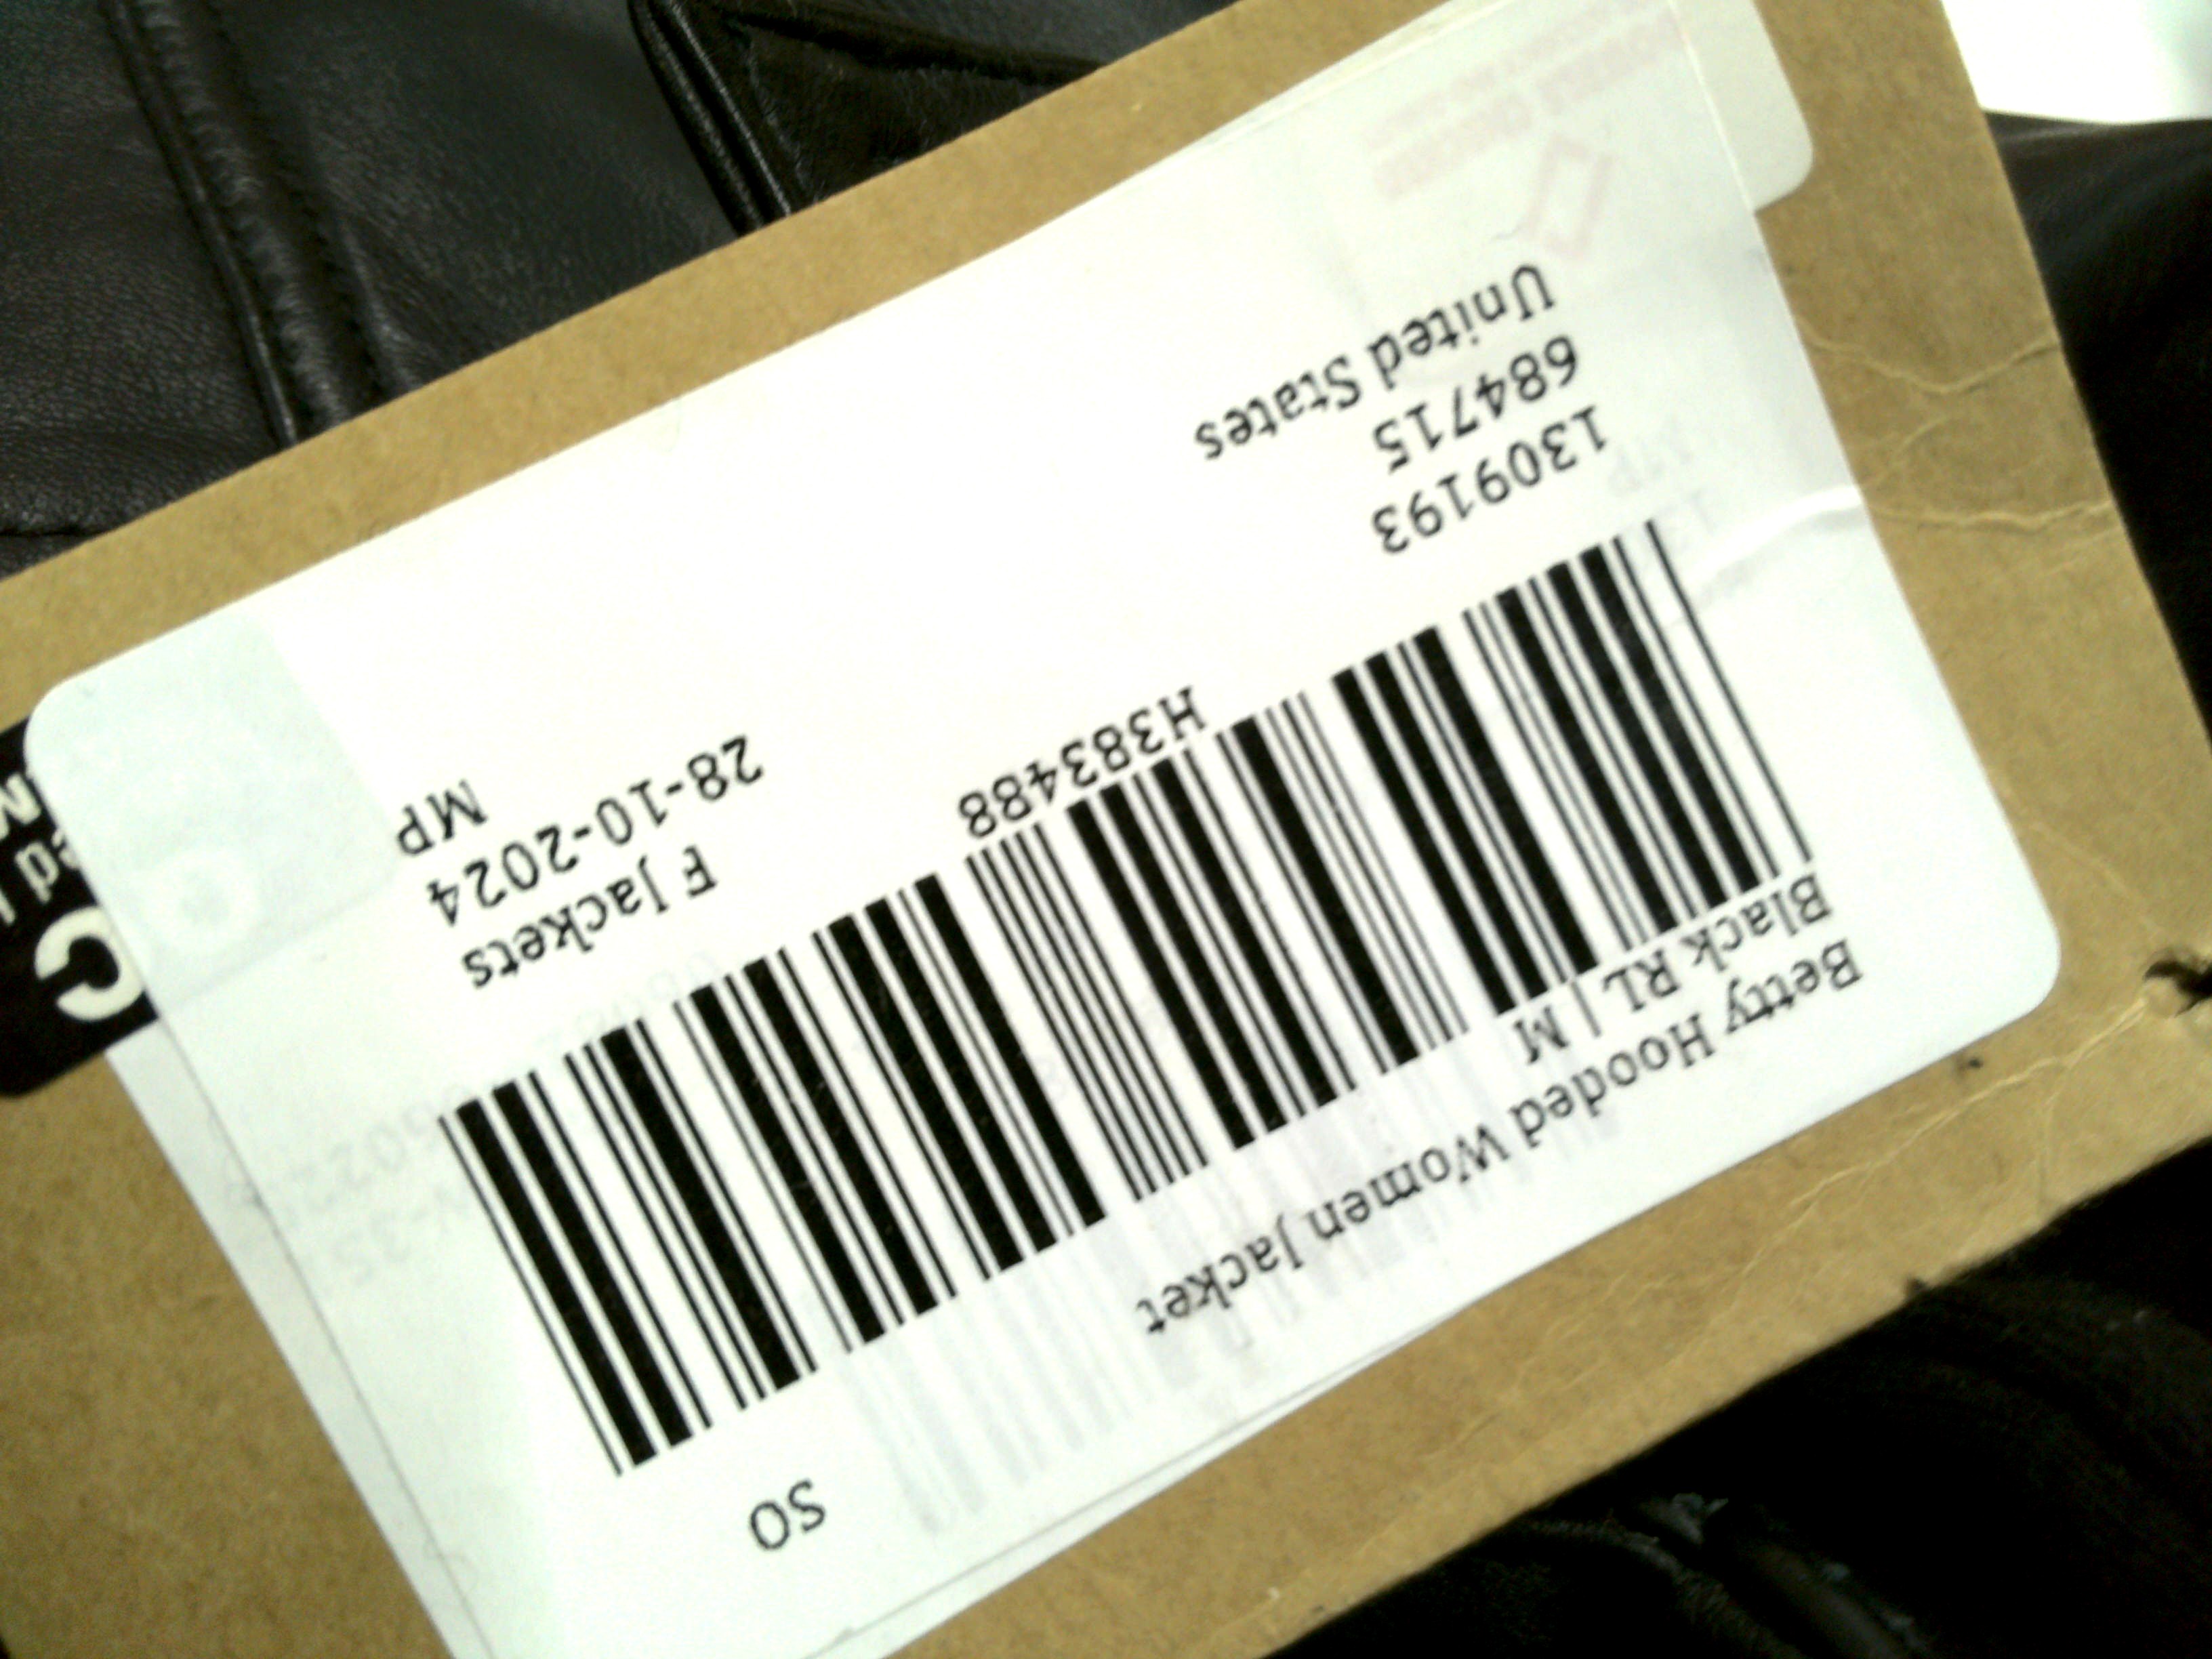 SO
Betty Hooded Women Jacket
Black RL | M
H383488
1309193
684715
United States
F Jackets
28-10-2024
MP